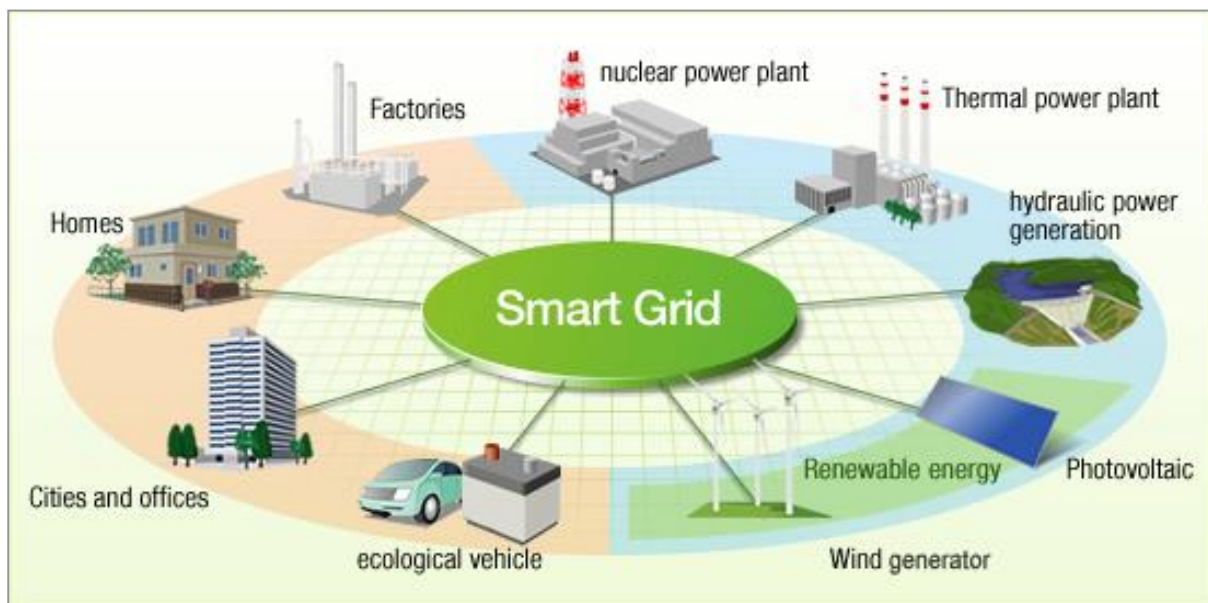 nuclear power plant
Factories
Thermal power plant
Homes
hydraulic power
generation
Smart Grid
Renewable energy
Photovoltaic
Cities and offices
ecological vehicle
Wind generator